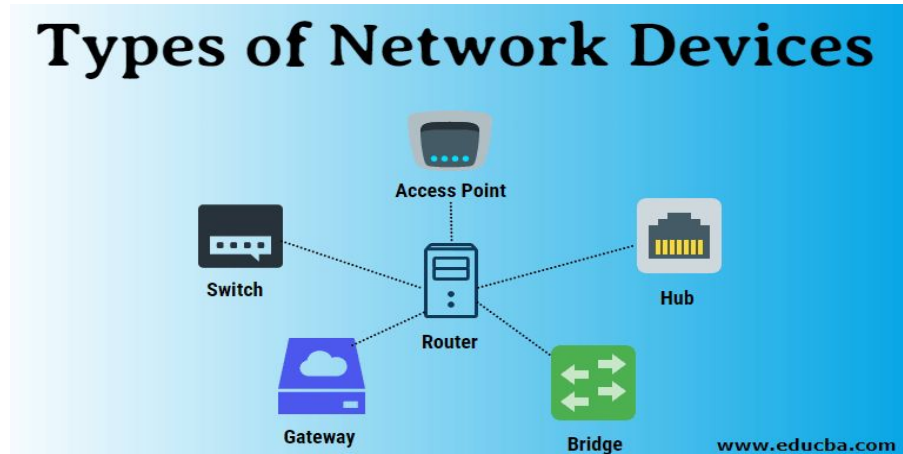 Types of Network Devices
Access Point
Switch
Hub
Router
Gateway
Bridge
www.educba.com